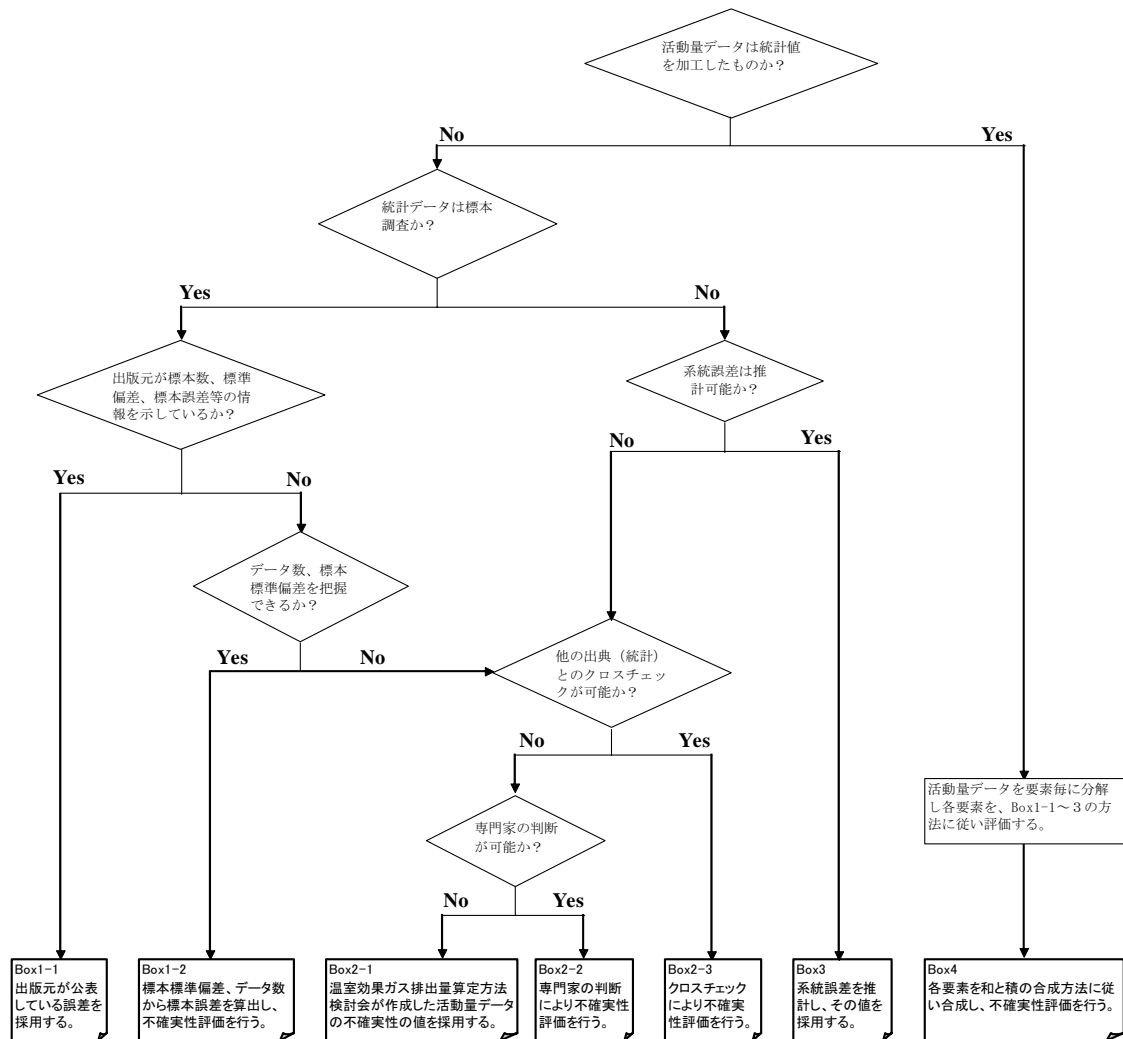 活動量データは統計値
を加工したものか？
No
Yes
統計データは標本
調査か？
Yes
No
出版元が標本数、標準
偏差、標本誤差等の情
報を示しているか？
系統誤差は推
計可能か？
No
Yes
Yes
No
データ数、標本
標準偏差を把握
できるか？
Yes
No
他の出典（統計）
とのクロスチェッ
クが可能か？
No
Yes
活動量データを要素毎に分解
し各要素を、Box1-1～３の方
法に従い評価する。
専門家の判断
が可能か？
No
Yes
Box1-1
出版元が公表
している誤差を
採用する。
Box1-2
標本標準偏差、データ数
から標本誤差を算出し、
不確実性評価を行う。
Box2-1
温室効果ガス排出量算定方法
検討会が作成した活動量データ
の不確実性の値を採用する。
Box2-2
専門家の判断
により不確実性
評価を行う。
Box2-3
クロスチェック
により不確実
性評価を行う。
Box3
系統誤差を推
計し、その値を
採用する。
Box4
各要素を和と積の合成方法に従
い合成し、不確実性評価を行う。